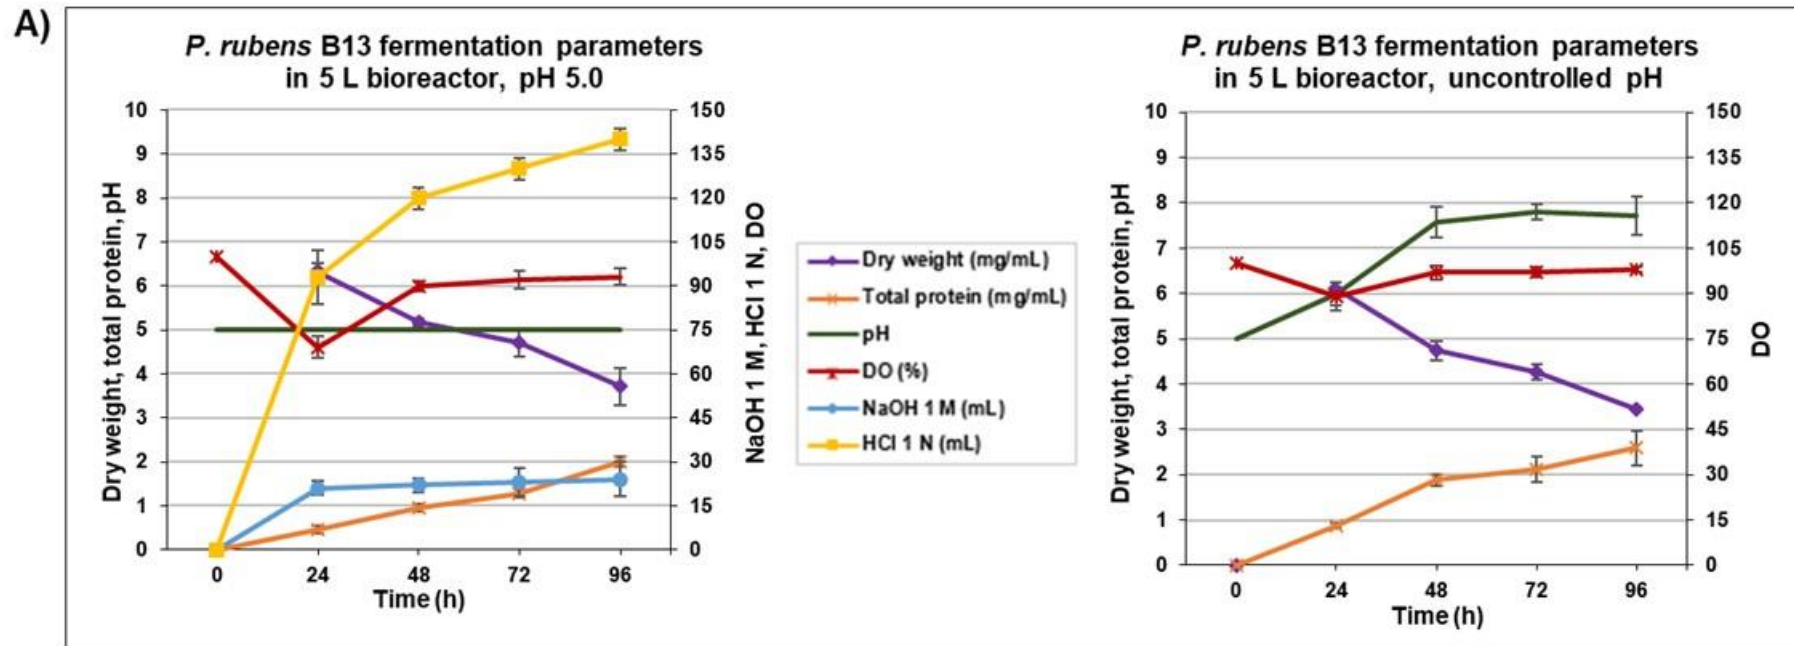 A)
P. rubens B13 fermentation parameters
in 5 L bioreactor, pH 5.0
10
9
8
7
6
5
4
3
2
1
0
Dry weight, total protein, pH
150
135
120
105
90
75
60
45
30
15
0
NaOH 1 M, HCl 1 N, DO
0 24 48 72 96
Time (h)
Dry weight (mg/mL)
Total protein (mg/mL)
pH
DO (%)
NaOH 1 M (mL)
HCl 1 N (mL)
P. rubens B13 fermentation parameters
in 5 L bioreactor, uncontrolled pH
10
9
8
7
6
5
4
3
2
1
0
Dry weight, total protein, pH
150
135
120
105
90
75
60
45
30
15
0
DO
0 24 48 72 96
Time (h)